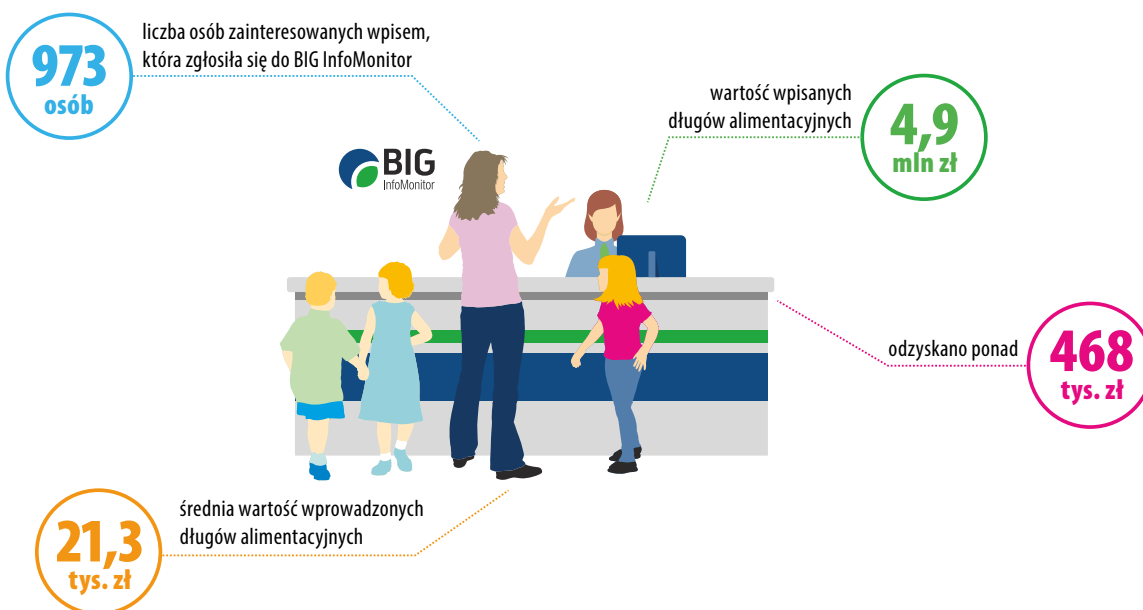 973
osób
liczba osób zainteresowanych wpisem,
która zgłosiła się do BIG InfoMonitor
wartość wpisanych
długów alimentacyjnych
4,9
mln zł
BIG
InfoMonitor
odzyskano ponad
468
tys. zł
średnia wartość wprowadzonych
długów alimentacyjnych
21,3
tys. zł